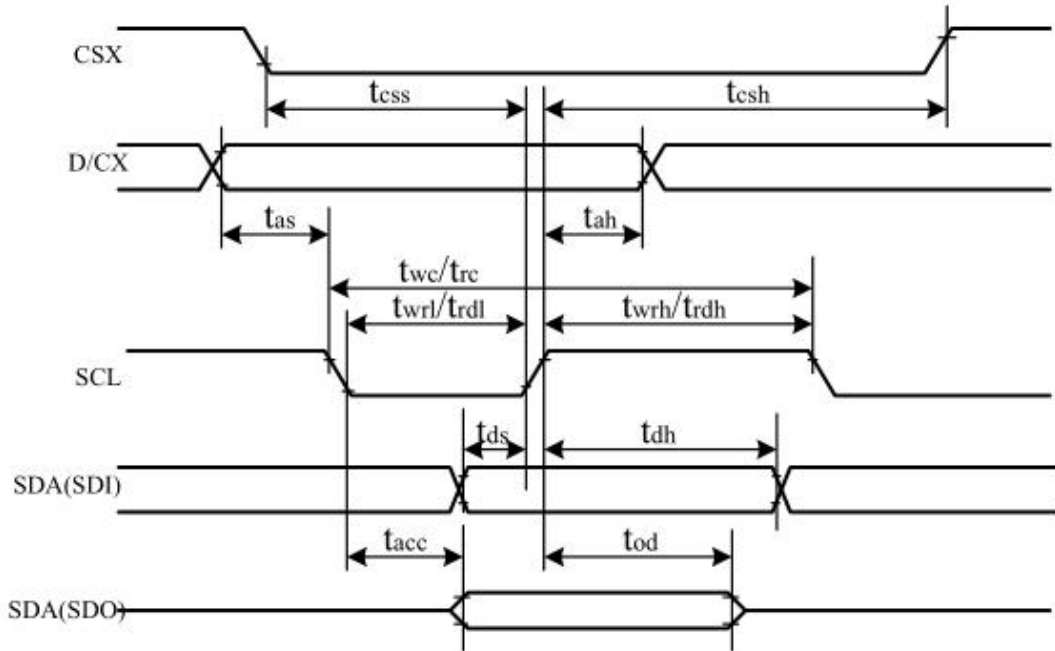 CSX
tcss
tcsh
D/CX
tas
tah
twc/trc
twrl/trdl
twrh/trdh
SCL
tds
tdh
SDA(SDI)
tacc
tod
SDA(SDO)